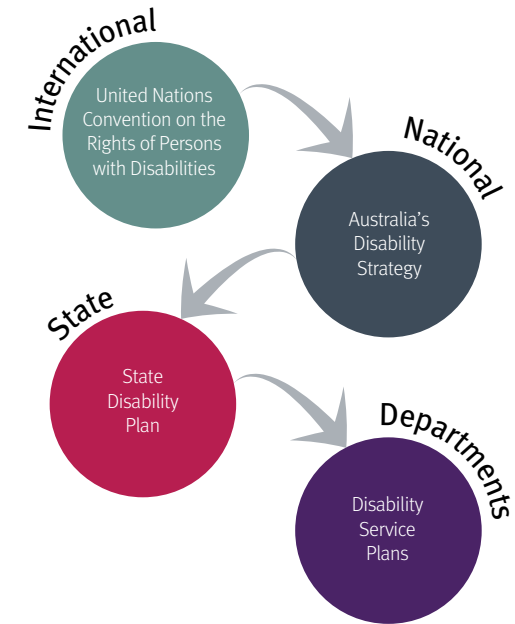 International
United Nations
Convention on the
Rights of Persons
with Disabilities
National
Australia's
Disability
Strategy
State
State
Disability
Plan
Departments
Disability
Service
Plans